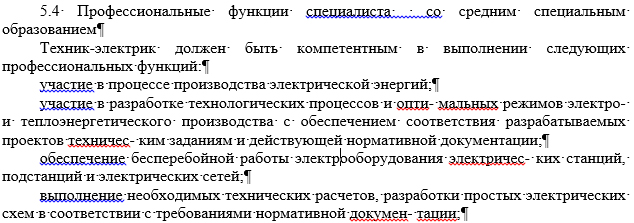 5.4 Профессиональные функции специалиста со средним специальным
образованием¶
Техник-электрик должен быть компетентным в выполнении следующих
профессиональных функций:¶
участие в процессе производства электрической энергий;¶
участие в разработке технологических процессов и опти- мальных режимов электро-
и теплоэнергетического производства с обеспечением соответствия разрабатываемых
проектов техничес- ким заданиям и действующей нормативной документации;¶
обеспечение бесперебойной работы электрооборудования электричес- ких станций,
подстанций и электрических сетей;¶
выполнение необходимых технических расчетов, разработки простых электрических
схем в соответствии с требованиями нормативной докумен- тации;¶